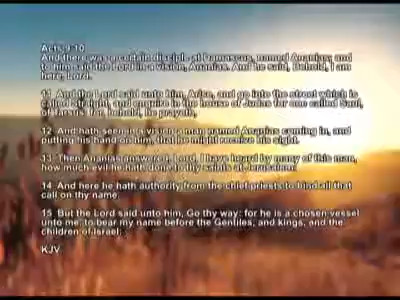 Acts 9:10
And there was a certain disciple at Damascus, named Ananias; and
to him said the Lord in a vision, Ananias. And he said, Behold, I am
here, Lord.
11 And the Lord said unto him, Arise, and go into the street which is
called Straight, and enquire in the house of Judas for one called Saul,
of Tarsus: for, behold, he prayeth,
12 And hath seen in a vision a man named Ananias coming in, and
putting his hand on him, that he might receive his sight.
13 Then Ananias answered, Lord, I have heard by many of this man,
how much evil he hath done to thy saints at Jerusalem:
14 And here he hath authority from the chief priests to bind all that
call on thy name.
15 But the Lord said unto him, Go thy way: for he is a chosen vessel
unto me, to bear my name before the Gentiles, and kings, and the
children of Israel:
KJV